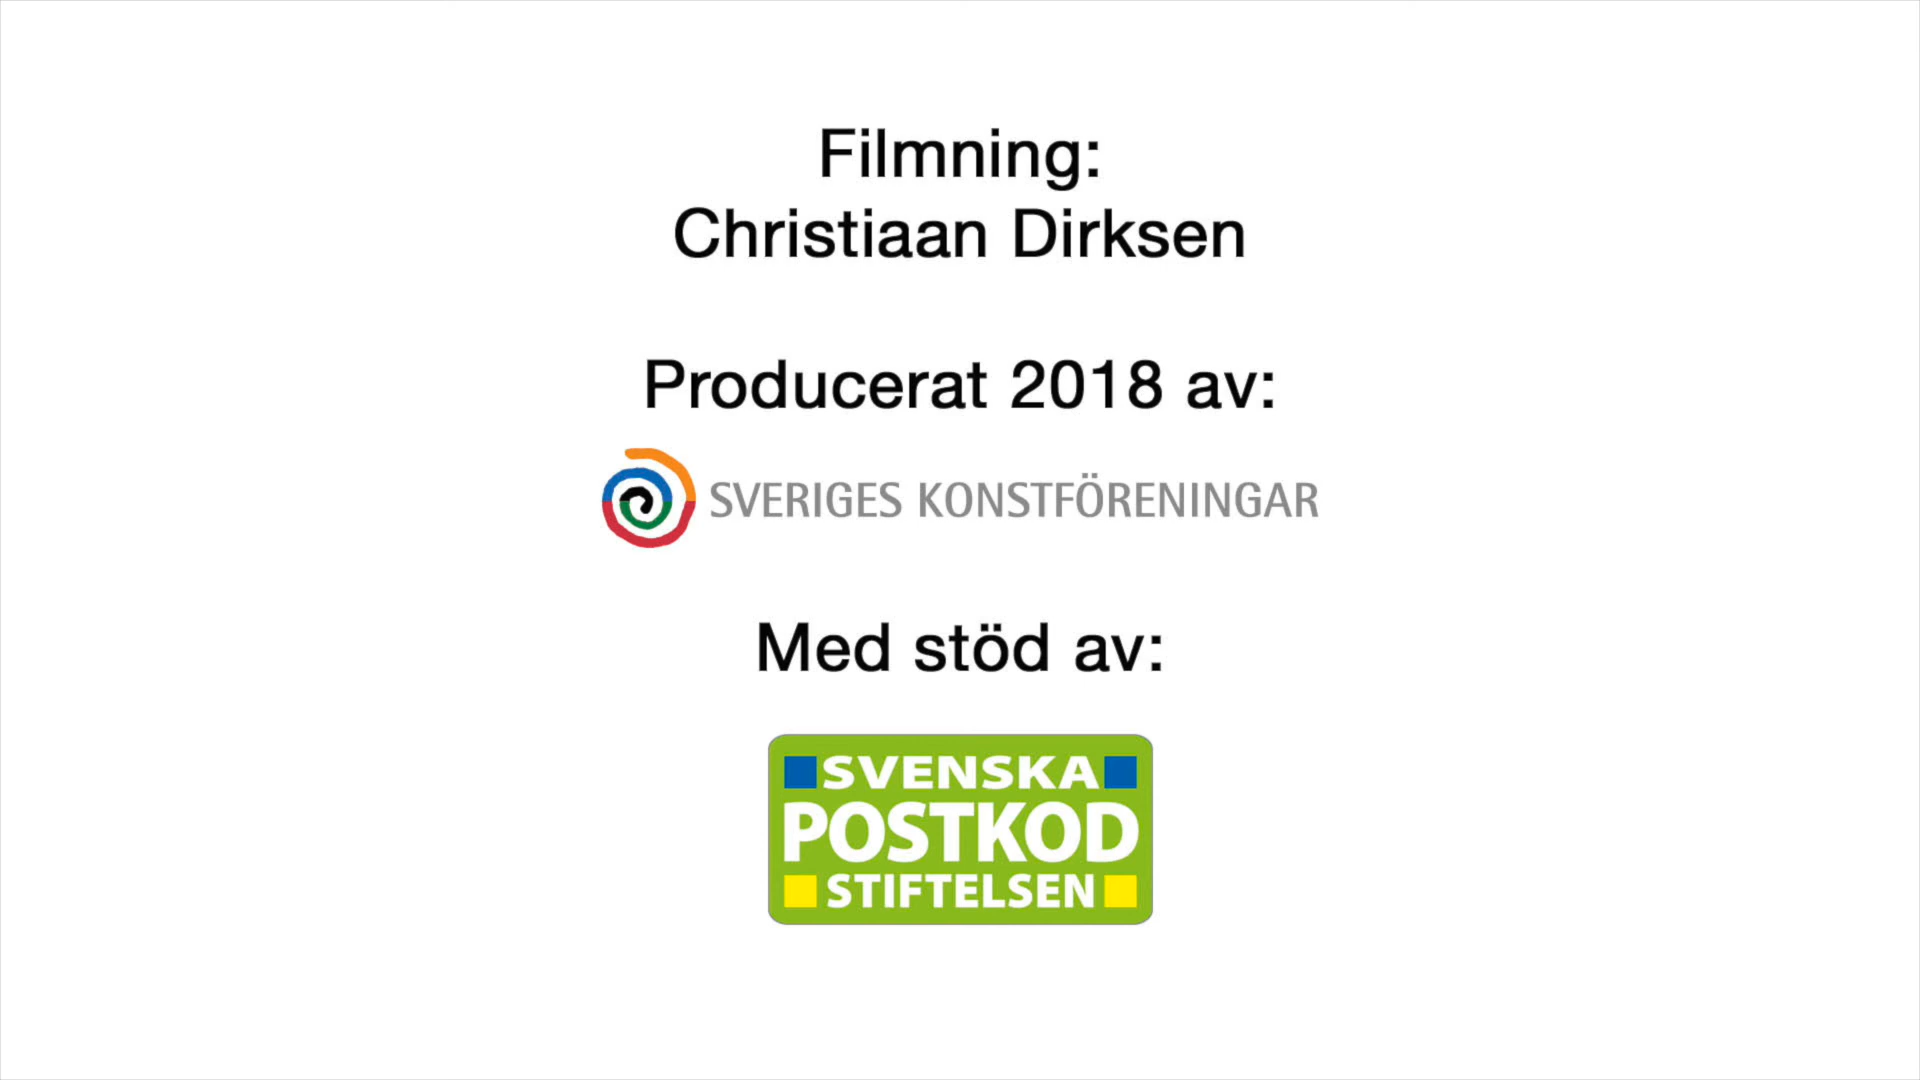 Filmning:
Christiaan Dirksen
Producerat 2018 av:
SVERIGES KONSTFÖRENINGAR
Med stöd av:
SVENSKA
POSTKOD
STIFTELSEN